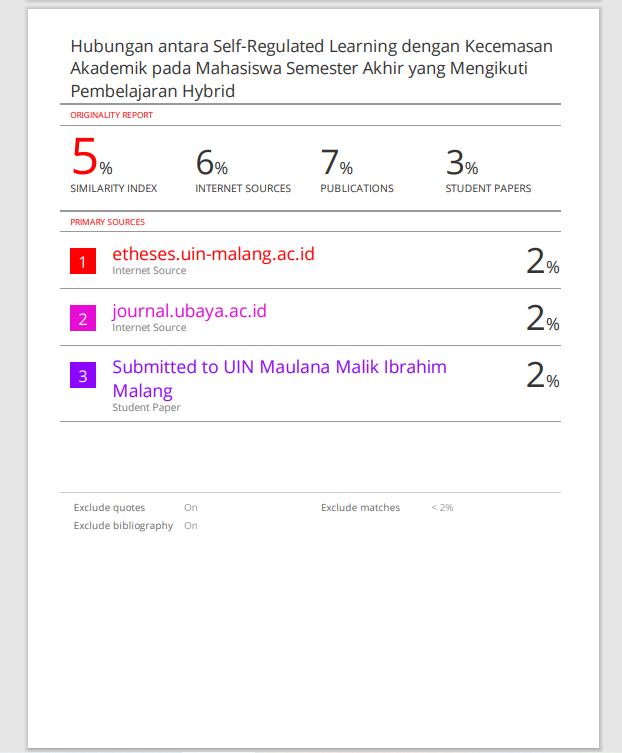 Hubungan antara Self-Regulated Learning dengan Kecemasan
Akademik pada Mahasiswa Semester Akhir yang Mengikuti
Pembelajaran Hybrid
ORIGINALITY REPORT
5% 6% 7% 3%
SIMILARITY INDEX INTERNET SOURCES PUBLICATIONS STUDENT PAPERS
PRIMARY SOURCES
1 etheses.uin-malang.ac.id 2%
Internet Source
2 journal.ubaya.ac.id 2%
Internet Source
3 Submitted to UIN Maulana Malik Ibrahim 2%
Malang
Student Paper
Exclude quotes On Exclude matches < 2%
Exclude bibliography On